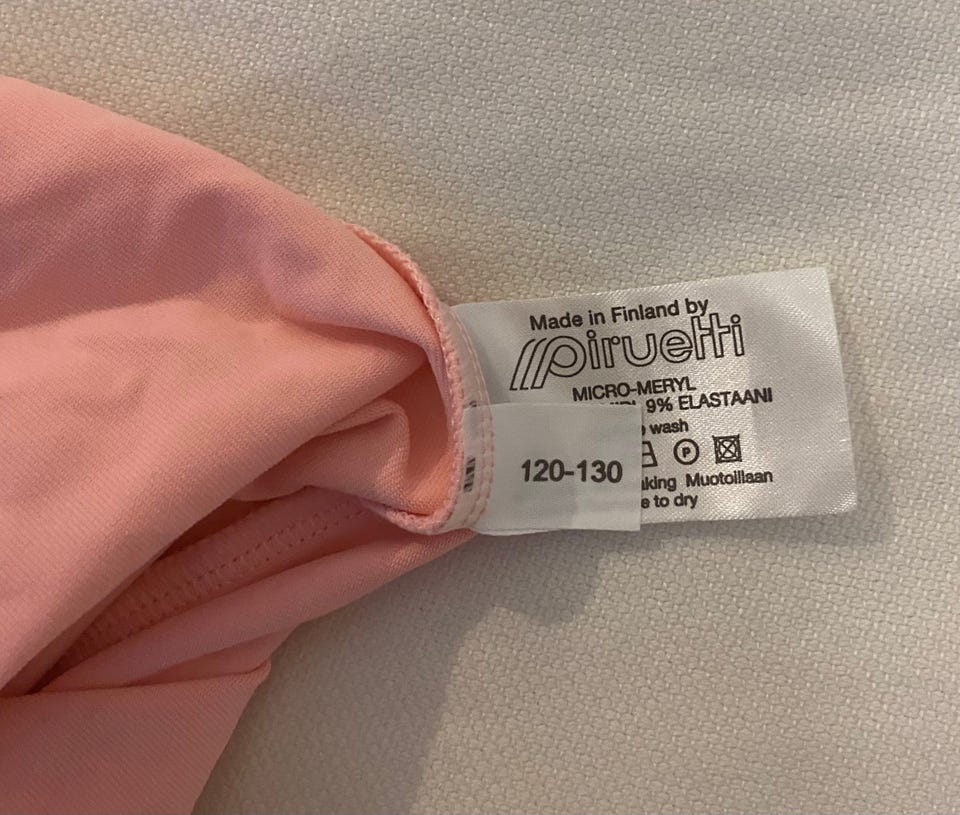 Made in Finland by
piruetti
MICRO-MERYL
9% ELASTAANI
wash
P
120-130
Muotoillaan
to dry